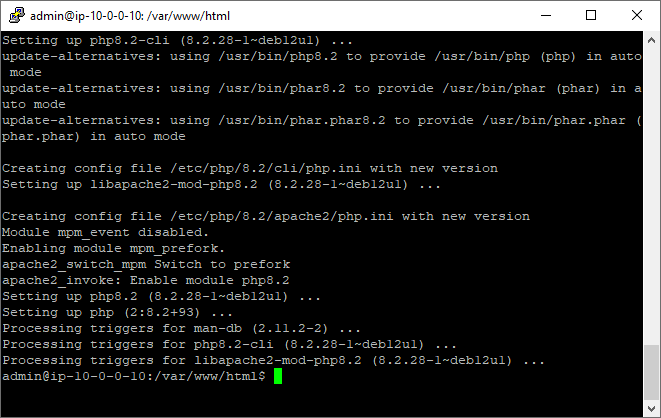 admin@ip-10-0-0-10: /var/www/html
Setting up php8.2-cli (8.2.28-1~deb12u1) ...
update-alternatives: using /usr/bin/php8.2 to provide /usr/bin/php (php) in auto
 mode
update-alternatives: using /usr/bin/phar8.2 to provide /usr/bin/phar (phar) in a
uto mode
update-alternatives: using /usr/bin/phar.phar8.2 to provide /usr/bin/phar.phar (
phar.phar) in auto mode
Creating config file /etc/php/8.2/cli/php.ini with new version
Setting up libapache2-mod-php8.2 (8.2.28-1~deb12u1) ...
Creating config file /etc/php/8.2/apache2/php.ini with new version
Module mpm_event disabled.
Enabling module mpm_prefork.
apache2_switch_mpm Switch to prefork
apache2_invoke: Enable module php8.2
Setting up php8.2 (8.2.28-1~deb12u1) ...
Setting up php (2:8.2+93) ...
Processing triggers for man-db (2.11.2-2) ...
Processing triggers for php8.2-cli (8.2.28-1~deb12u1) ...
Processing triggers for libapache2-mod-php8.2 (8.2.28-1~deb12u1) ...
admin@ip-10-0-0-10:/var/www/html$